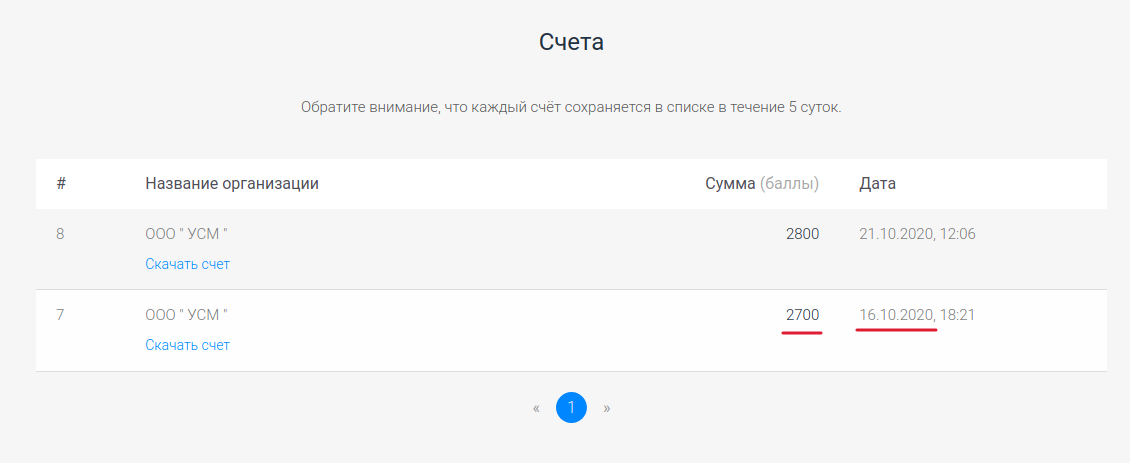 Счета
Обратите внимание, что каждый счёт сохраняется в списке в течение 5 суток.
# Название организации Сумма (баллы) Дата
8 ООО " УСМ " 2800 21.10.2020, 12:06
Скачать счет
7 ООО " УСМ " 2700 16.10.2020, 18:21
Скачать счет
« 1 »